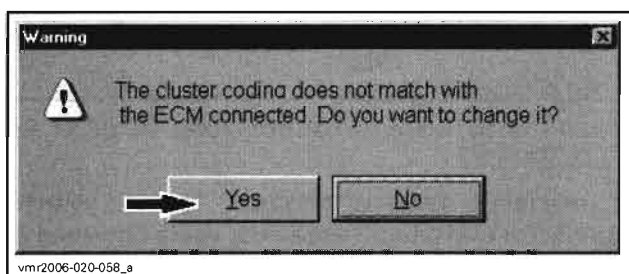 Warning
The cluster coding does not match with
the ECM connected. Do you want to change it?
Yes
No
vmr2006-020-058_a